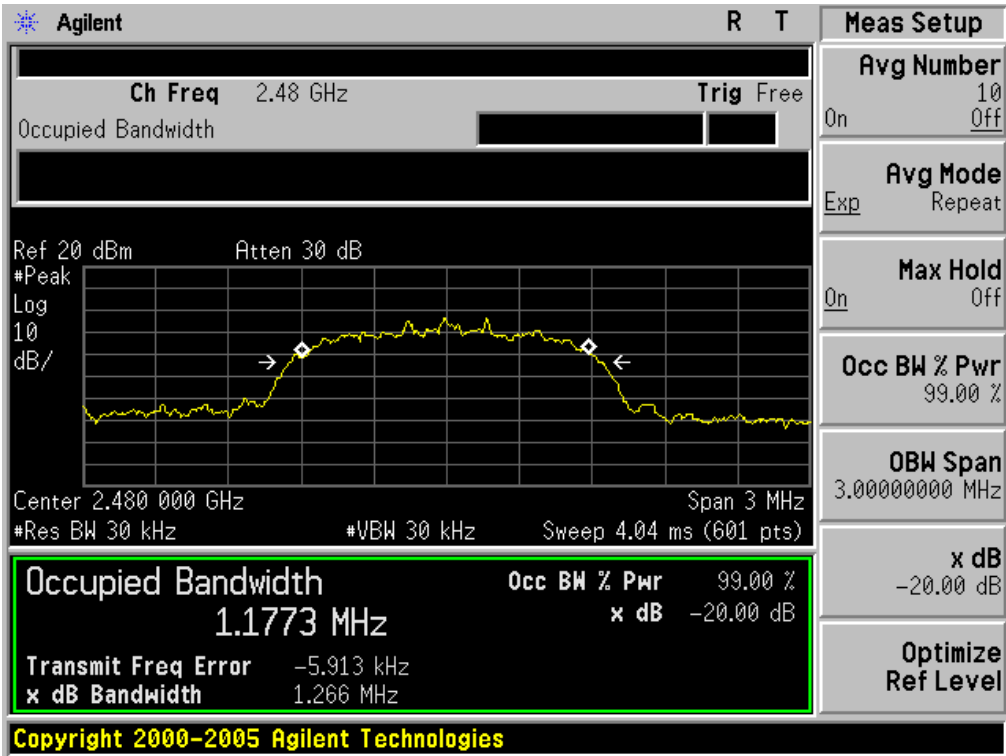 Agilent R T
Ch Freq 2.48 GHz Trig Free
Occupied Bandwidth
Ref 20 dBm Atten 30 dB
#Peak
Log
10
dB/
Center 2.480 000 GHz Span 3 MHz
#Res BW 30 kHz #VBW 30 kHz Sweep 4.04 ms (601 pts)
Occupied Bandwidth Occ BW % Pwr 99.00 %
1.1773 MHz x dB -20.00 dB
Transmit Freq Error -5.913 kHz
x dB Bandwidth 1.266 MHz
Copyright 2000-2005 Agilent Technologies
Meas Setup
Avg Number
10
On Off
Avg Mode
Exp Repeat
Max Hold
On Off
Occ BW % Pwr
99.00 %
OBW Span
3.00000000 MHz
x dB
-20.00 dB
Optimize
Ref Level